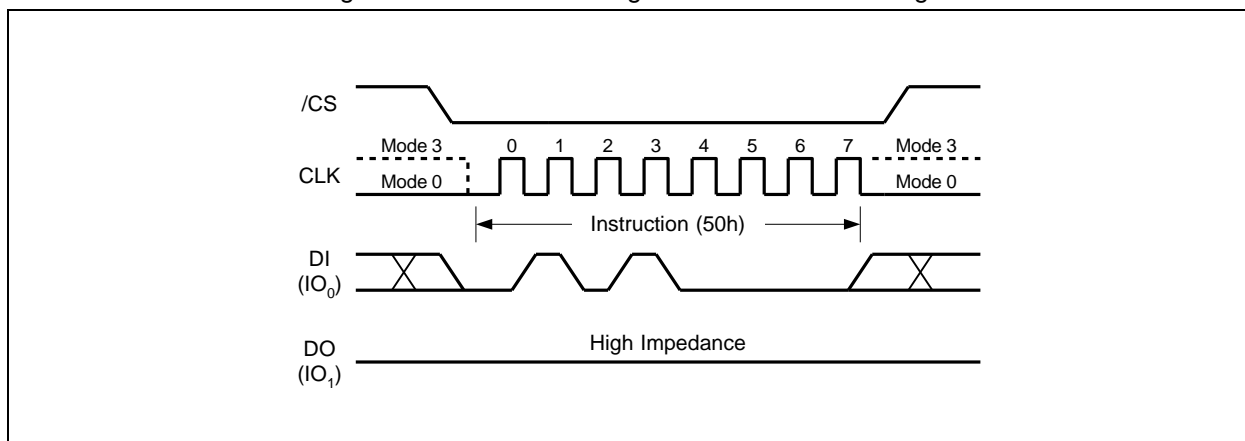 /CS
Mode 3 0 1 2 3 4 5 6 7 Mode 3
CLK
Mode 0 Mode 0
Instruction (50h)
DI
(IO0)
High Impedance
DO
(IO1)